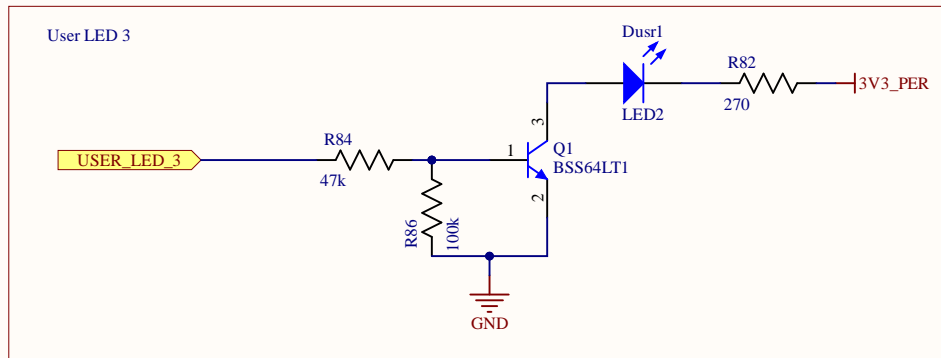 User LED 3
Dusr1
LED2
R82
270
3V3_PER
3
USER_LED_3
R84
47k
1
Q1
BSS64LT1
2
R86
100k
GND